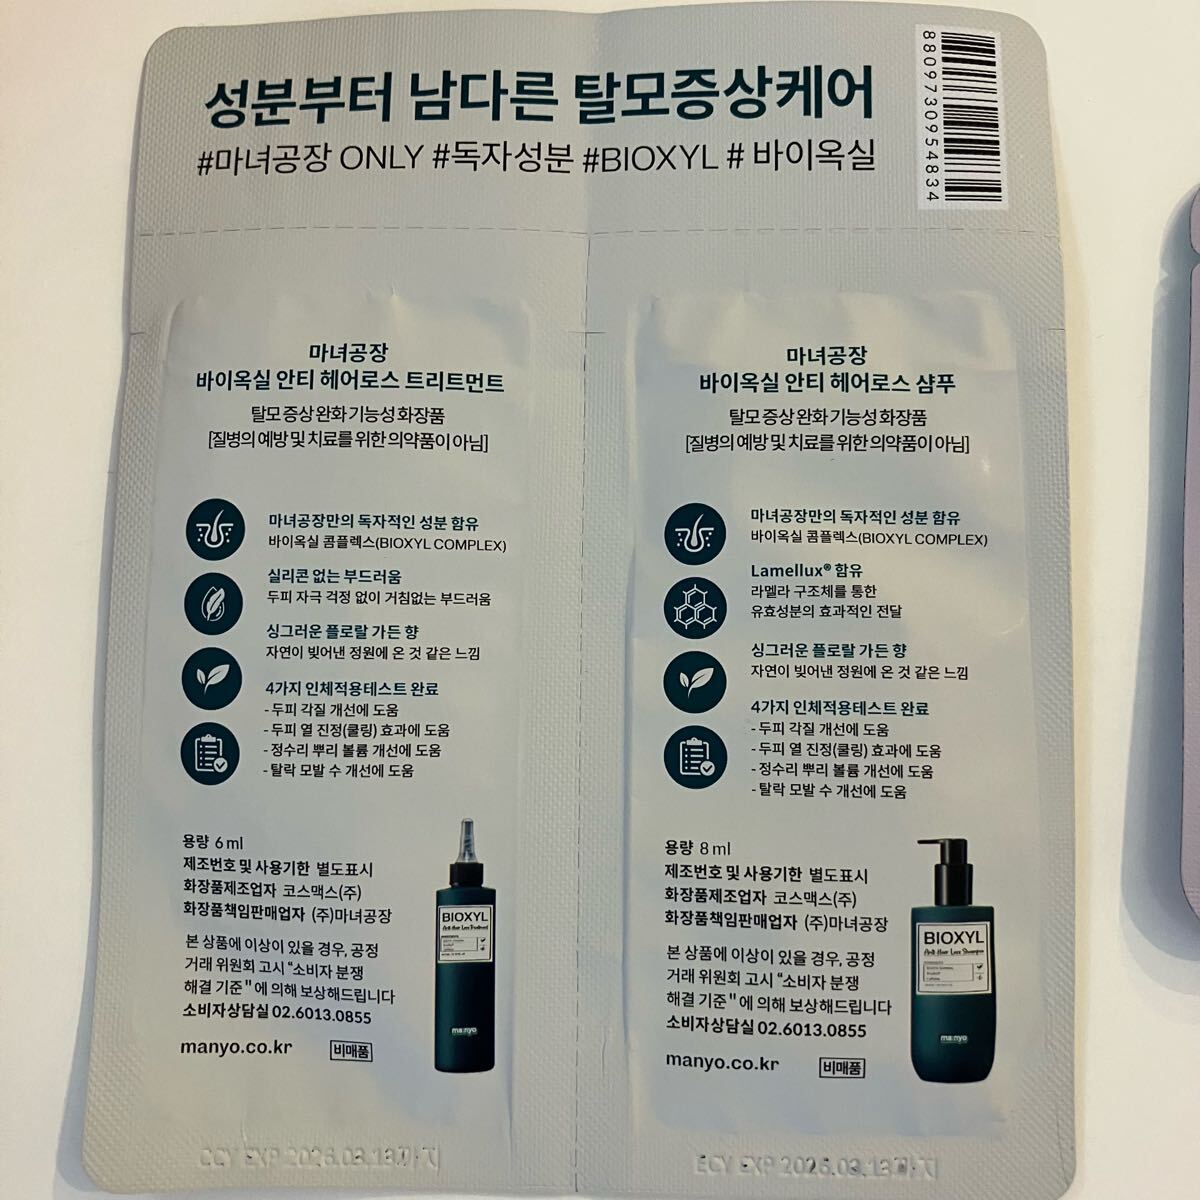 성분부터 남다른 탈모증상케어
#마녀공장 ONLY #독자성분 #BIOXYL # 바이옥실
8809730954834
마녀공장
바이옥실 안티 헤어로스 트리트먼트
탈모 증상 완화 기능성 화장품
[질병의 예방 및 치료를 위한 의약품이 아님]
마녀공장만의 독자적인 성분 함유
바이옥실 콤플렉스(BIOXYL COMPLEX)
실리콘 없는 부드러움
두피 자극 걱정 없이 거침없는 부드러움
싱그러운 플로랄 가든 향
자연이 빚어낸 정원에 온 것 같은 느낌
4가지 인체적용테스트 완료
- 두피 각질 개선에 도움
- 두피 열 진정(쿨링) 효과에 도움
- 정수리 뿌리 볼륨 개선에 도움
- 탈락 모발 수 개선에 도움
용량 6 ml
제조번호 및 사용기한 별도표시
화장품제조업자 코스맥스(주)
화장품책임판매업자 (주)마녀공장
본 상품에 이상이 있을 경우, 공정
거래 위원회 고시 "소비자 분쟁
해결 기준"에 의해 보상해드립니다
소비자상담실 02.6013.0855
manyo.co.kr 비매품
BIOXYL
Anti Hair Loss Treatment
ma:nyo
마녀공장
바이옥실 안티 헤어로스 샴푸
탈모 증상 완화 기능성 화장품
[질병의 예방 및 치료를 위한 의약품이 아님]
마녀공장만의 독자적인 성분 함유
바이옥실 콤플렉스(BIOXYL COMPLEX)
Lamellux® 함유
라멜라 구조체를 통한
유효성분의 효과적인 전달
싱그러운 플로랄 가든 향
자연이 빚어낸 정원에 온 것 같은 느낌
4가지 인체적용테스트 완료
- 두피 각질 개선에 도움
- 두피 열 진정(쿨링) 효과에 도움
- 정수리 뿌리 볼륨 개선에 도움
- 탈락 모발 수 개선에 도움
용량 8 ml
제조번호 및 사용기한 별도표시
화장품제조업자 코스맥스(주)
화장품책임판매업자 (주)마녀공장
본 상품에 이상이 있을 경우, 공정
거래 위원회 고시 "소비자 분쟁
해결 기준"에 의해 보상해드립니다
소비자상담실 02.6013.0855
manyo.co.kr 비매품
BIOXYL
Anti Hair Loss Shampoo
ma:nyo
EXP
EXP